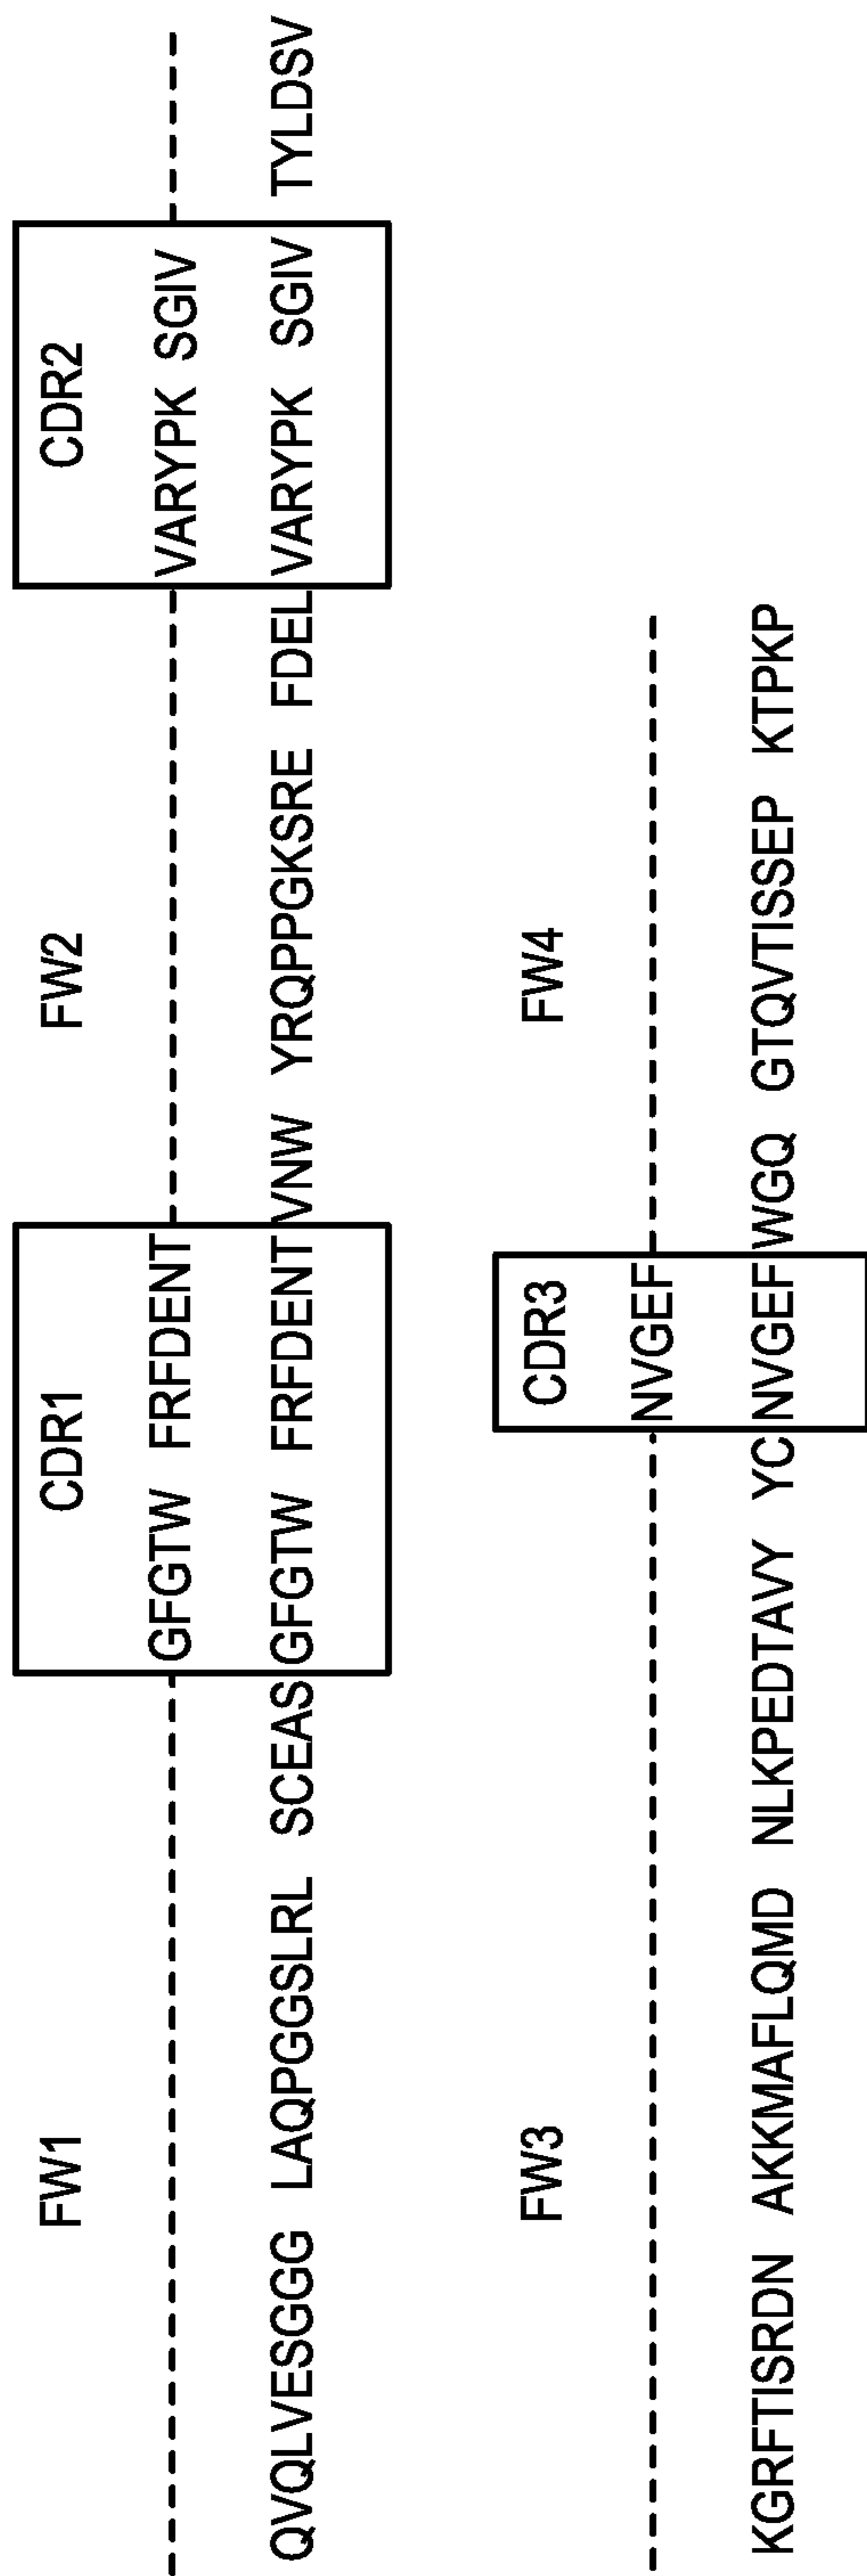 FW1 CDR1 FW2 CDR2
GFGTW FRFDENT VARYPK SGIV
QVQLVESGGG LAQPGGSLRL SCEAS GFGTW FRFDENT VNW YRQPPGKSRE FDEL VARYPK SGIV TYLDSV
FW3 CDR3 FW4
NVGEF
KGRFTISRDN AKKMAFLQMD NLKPEDTAVY YC NVGEF WGQ GTQVTISSEP KTPKP